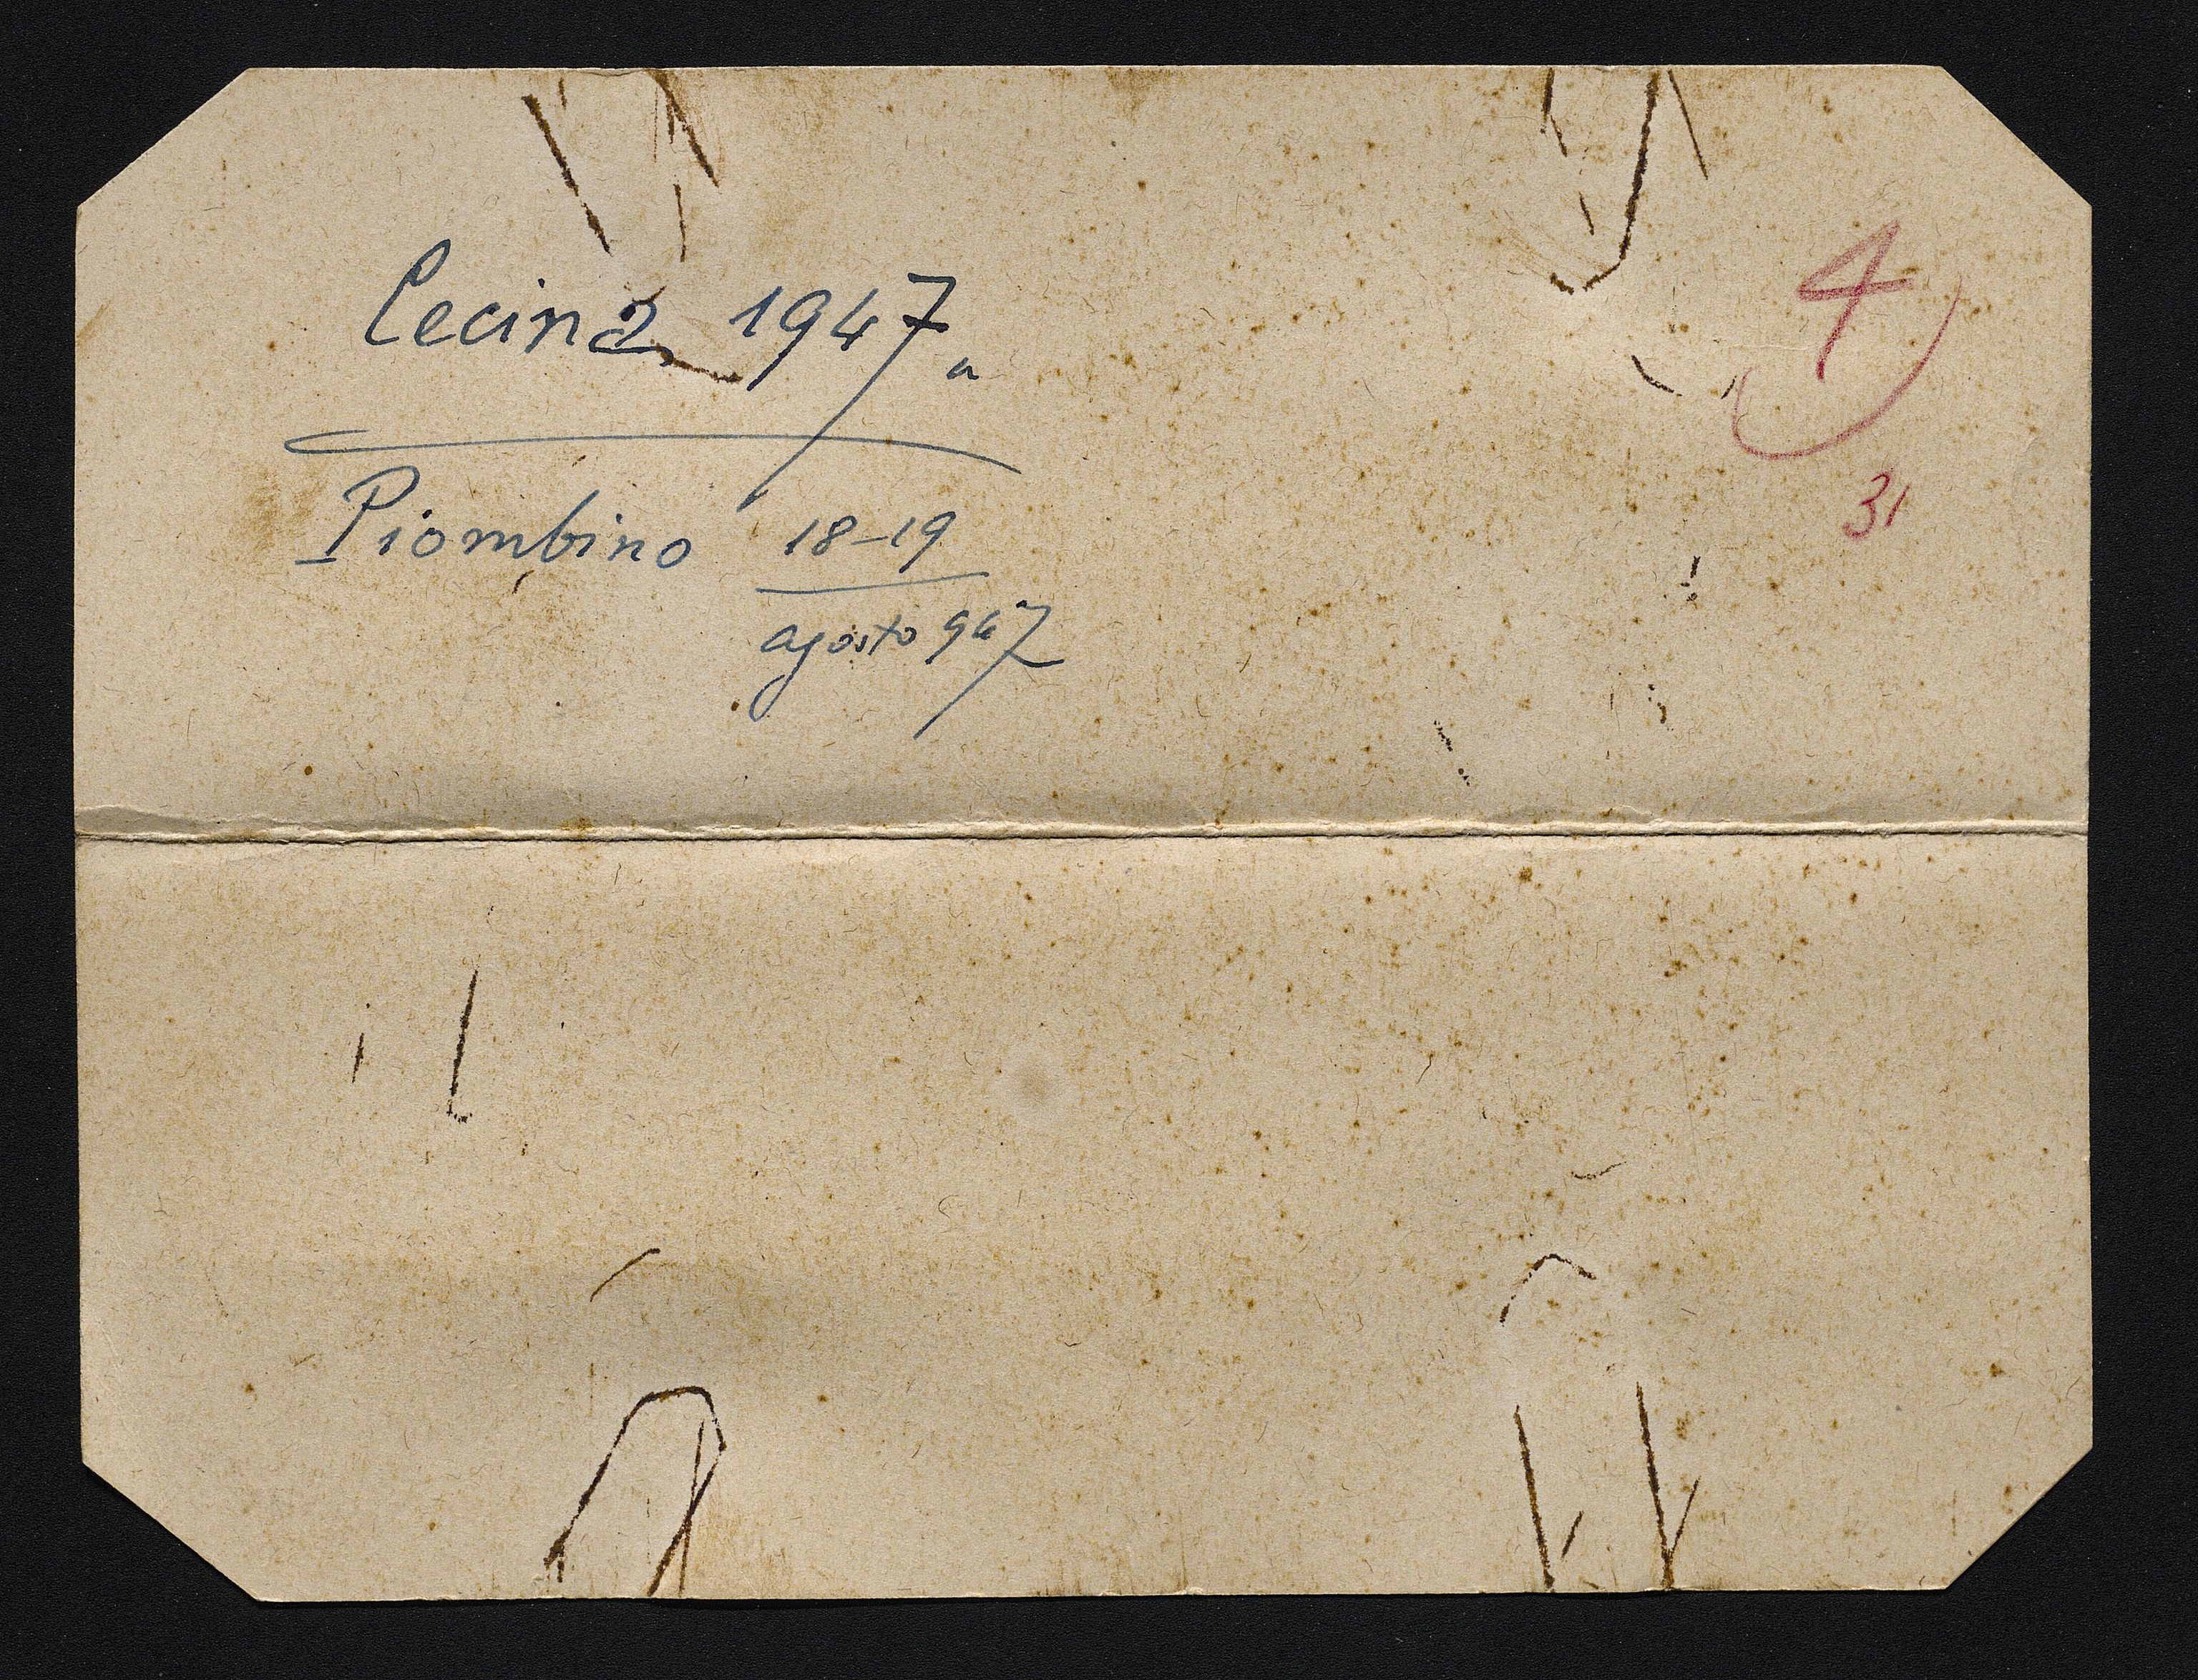 Cecina 1947 a
4
31
Piombino 18-19
agosto 947